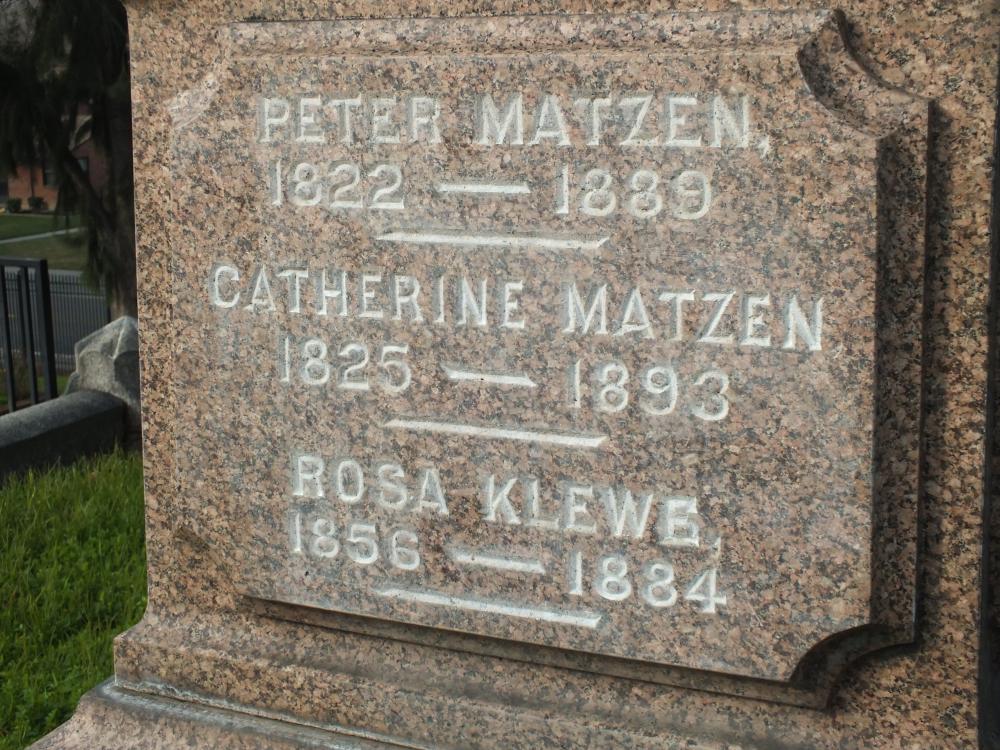 PETER MATZEN,
1822 — 1889
CATHERINE MATZEN
1825 — 1893
ROSA KLEWE,
1856 — 1884